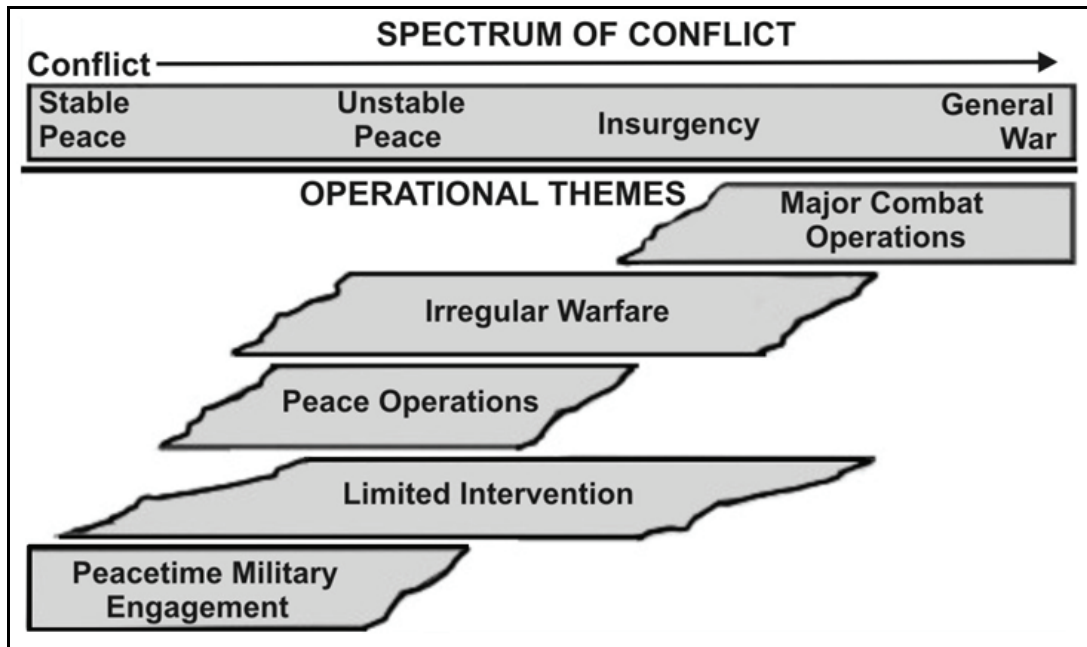 SPECTRUM OF CONFLICT
Conflict
Stable
Peace
Unstable
Peace
Insurgency
General
War
OPERATIONAL THEMES
Major Combat
Operations
Irregular Warfare
Peace Operations
Limited Intervention
Peacetime Military
Engagement